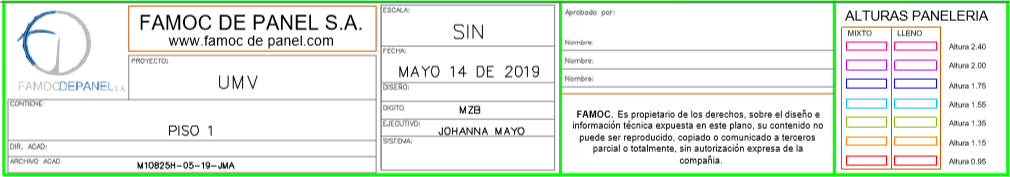 FAMOCDEPANEL S.A.
FAMOC DE PANEL S.A.
www.famoc de panel.com
PROYECTO:
UMV
CONTIENE:
PISO 1
DIR. ACAD:
ARCHIVO ACAD:
M10825H-05-19-JMA
ESCALA:
SIN
FECHA:
MAYO 14 DE 2019
DISEÑO:
DIGITO:
MZB
EJECUTIVO:
JOHANNA MAYO
SISTEMA:
Aprobado por:
Nombre:
Nombre:
Nombre:
FAMOC. Es propietario de los derechos, sobre el diseño e
información técnica expuesta en este plano, su contenido no
puede ser reproducido, copiado o comunicado a terceros
parcial o totalmente, sin autorización expresa de la
compañia.
ALTURAS PANELERIA
MIXTO LLENO
Altura 2.40
Altura 2.00
Altura 1.75
Altura 1.55
Altura 1.35
Altura 1.15
Altura 0.95